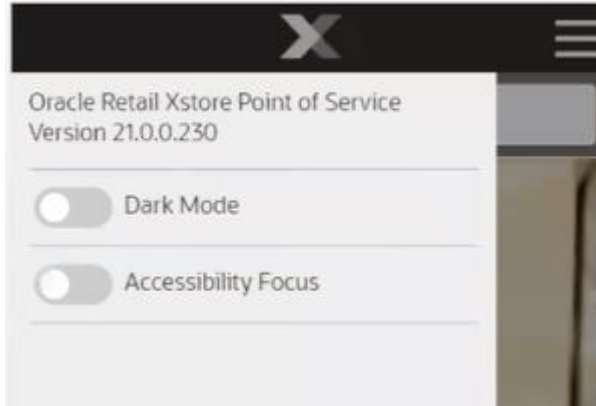 Oracle Retail Xstore Point of Service
Version 21.0.0.230
Dark Mode
Accessibility Focus